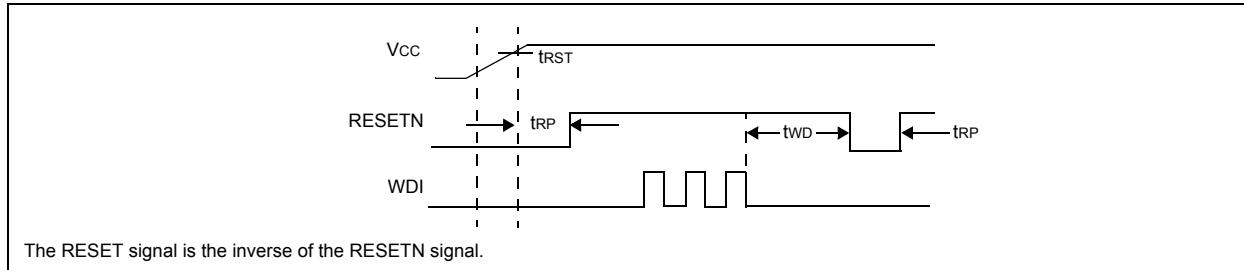 VCC
tRST
RESETN
tRP
tWD
tRP
WDI
The RESET signal is the inverse of the RESETN signal.